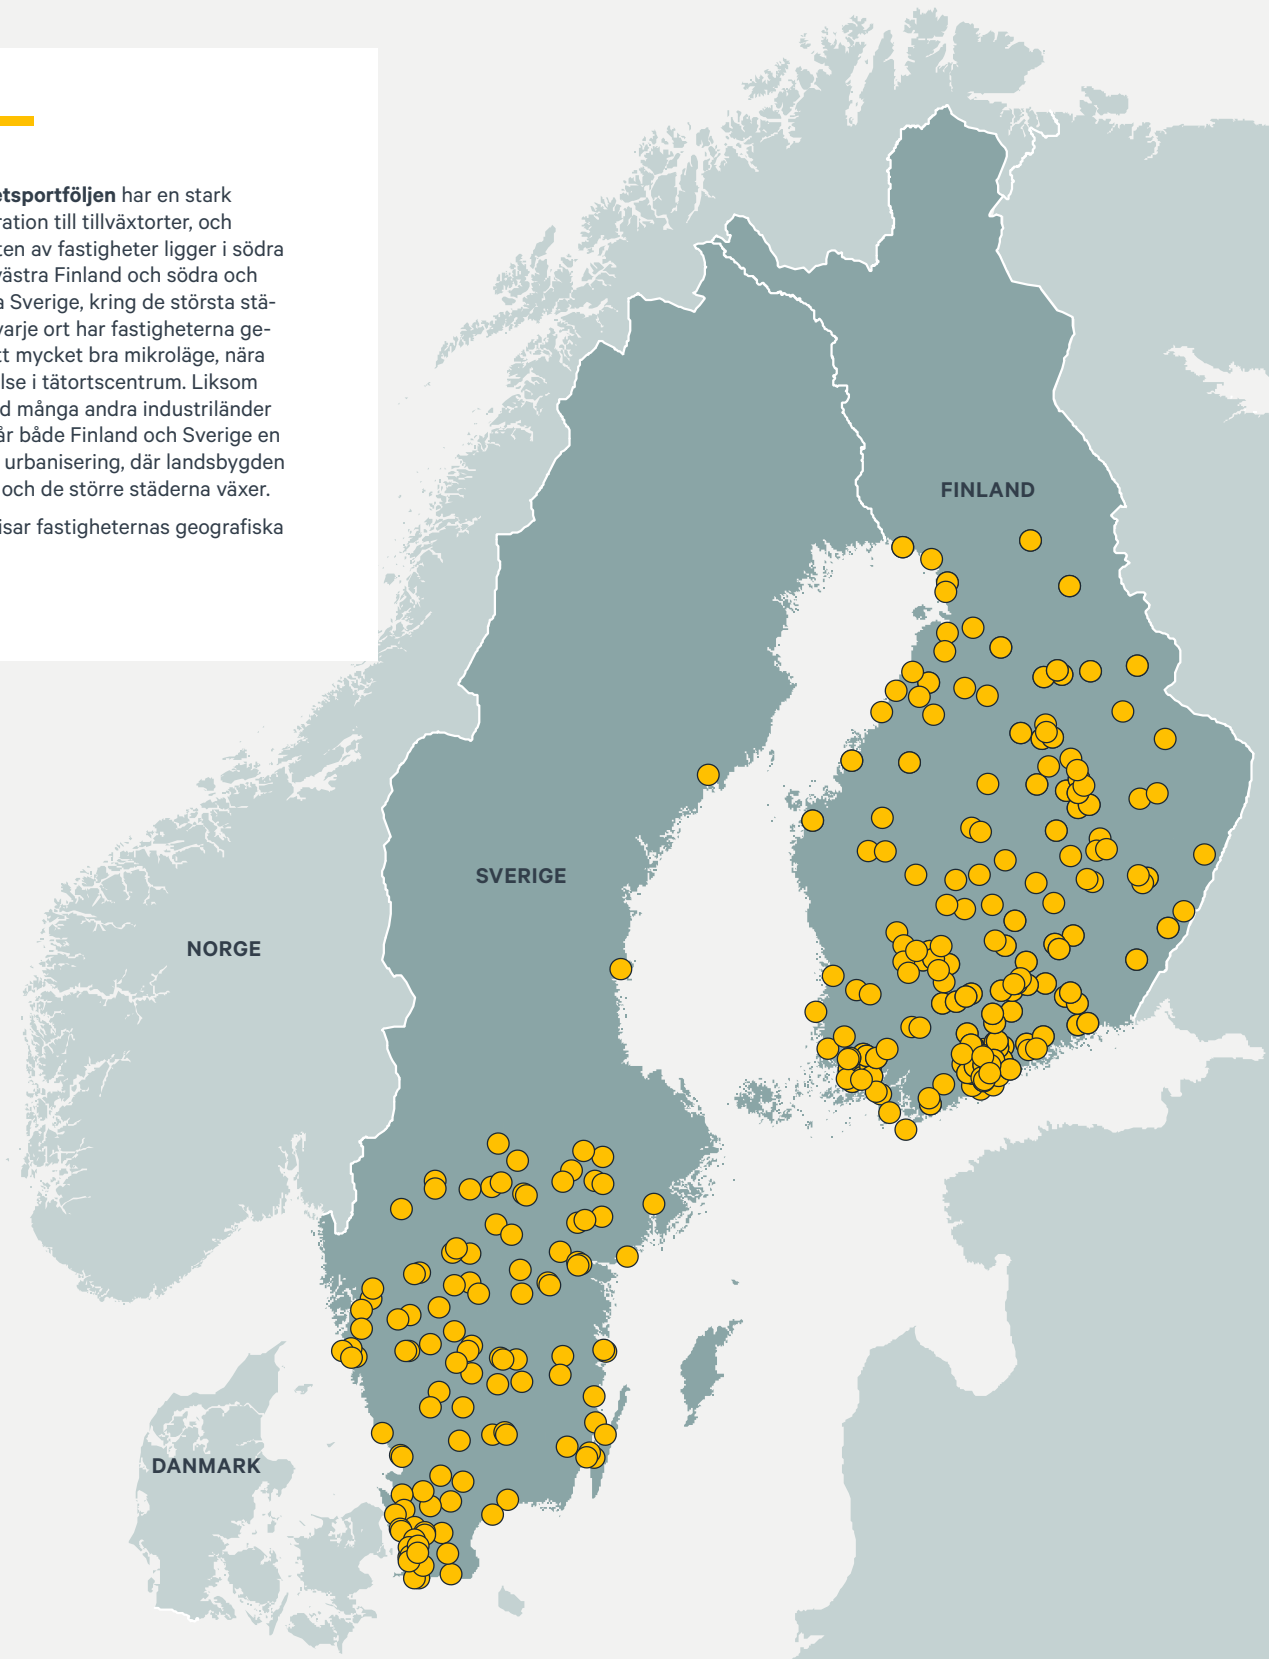 etsportföljen har en stark
ration till tillväxtorter, och
ten av fastigheter ligger i södra
västra Finland och södra och
a Sverige, kring de största stä-
varje ort har fastigheterna ge-
tt mycket bra mikroläge, nära
lse i tätortscentrum. Liksom
d många andra industriländer
år både Finland och Sverige en
urbanisering, där landsbygden
och de större städerna växer.
isar fastigheternas geografiska
FINLAND
SVERIGE
NORGE
DANMARK